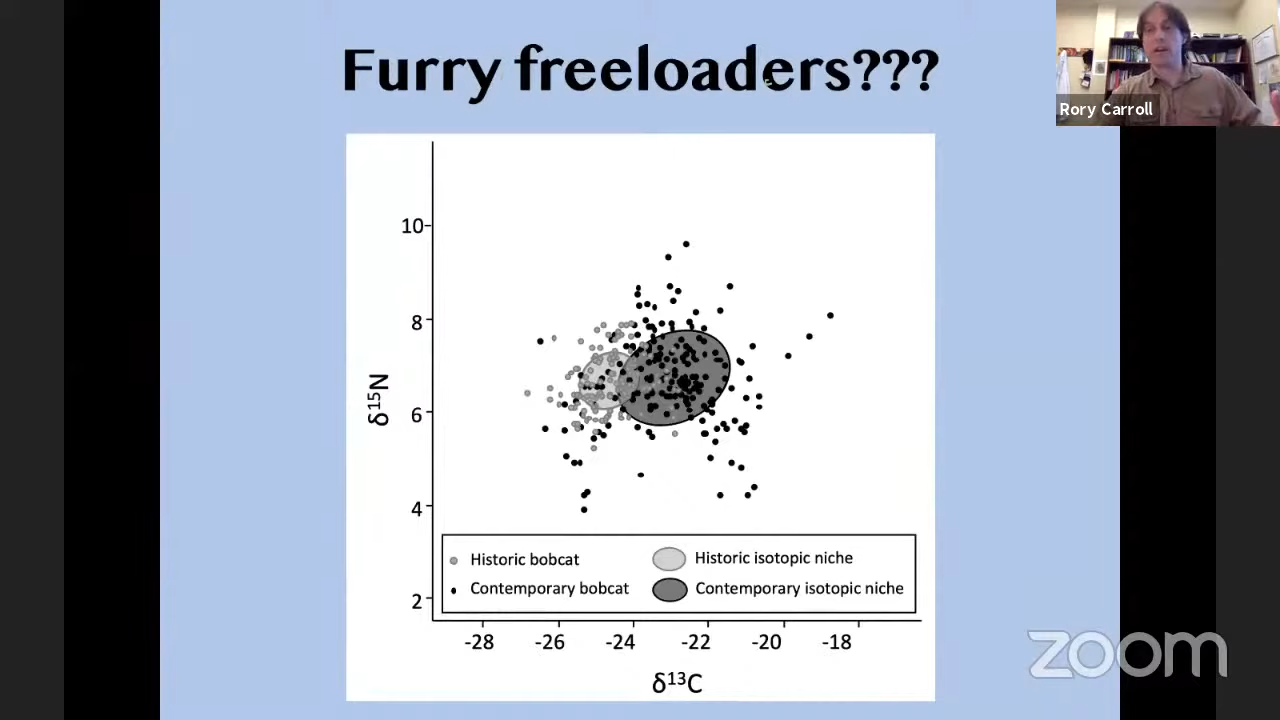 Furry freeloaders???
Rory Carroll
10
8
6
4
2
δ15N
Historic bobcat
Historic isotopic niche
Contemporary bobcat
Contemporary isotopic niche
-28 -26 -24 -22 -20 -18
δ13C
zoom